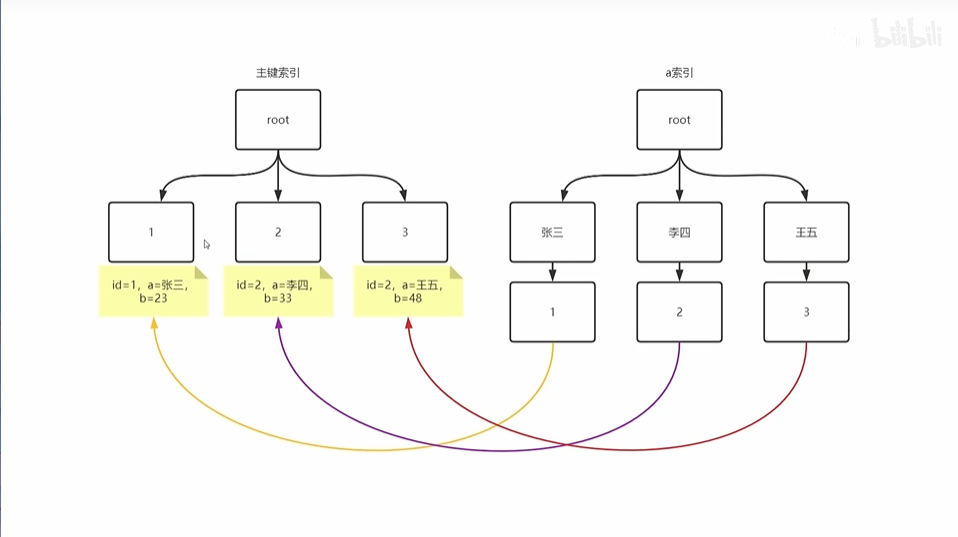 bilibili
主键索引
a索引
root
root
1
2
3
张三
李四
王五
id=1, a=张三,
b=23
id=2, a=李四,
b=33
id=2, a=王五,
b=48
1
2
3